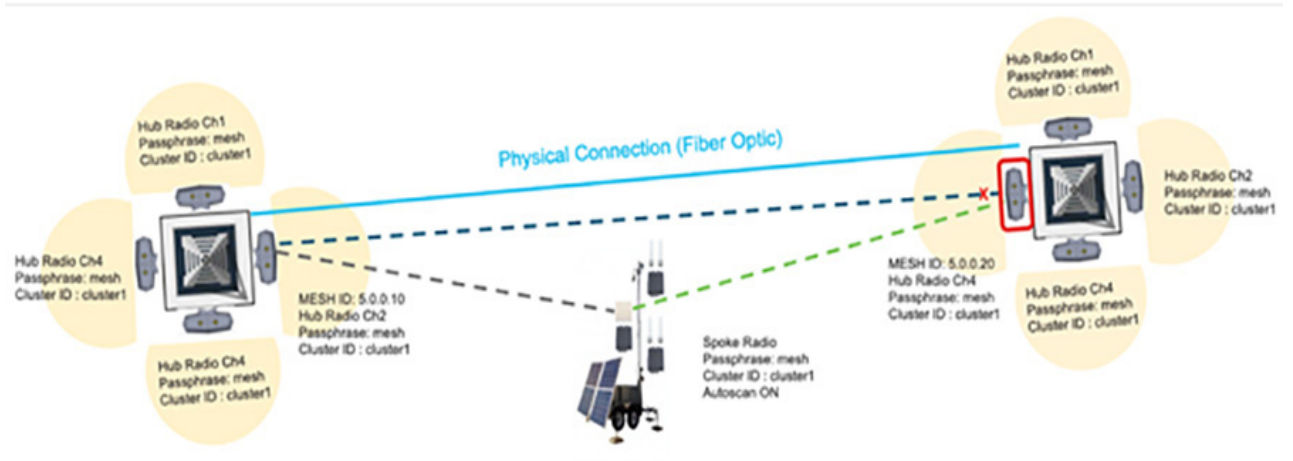 Hub Radio Ch1
Passphrase: mesh
Cluster ID : cluster1
Hub Radio Ch1
Passphrase: mesh
Cluster ID : cluster1
Physical Connection (Fiber Optic)
X
Hub Radio Ch2
Passphrase: mesh
Cluster ID : cluster1
Hub Radio Ch4
Passphrase: mesh
Cluster ID : cluster1
MESH ID: 5.0.0.10
Hub Radio Ch2
Passphrase: mesh
Cluster ID : cluster1
MESH ID: 5.0.0.20
Hub Radio Ch4
Passphrase: mesh
Cluster ID : cluster1
Hub Radio Ch4
Passphrase: mesh
Cluster ID : cluster1
Hub Radio Ch4
Passphrase: mesh
Cluster ID : cluster1
Spoke Radio
Passphrase: mesh
Cluster ID : cluster1
Autoscan ON